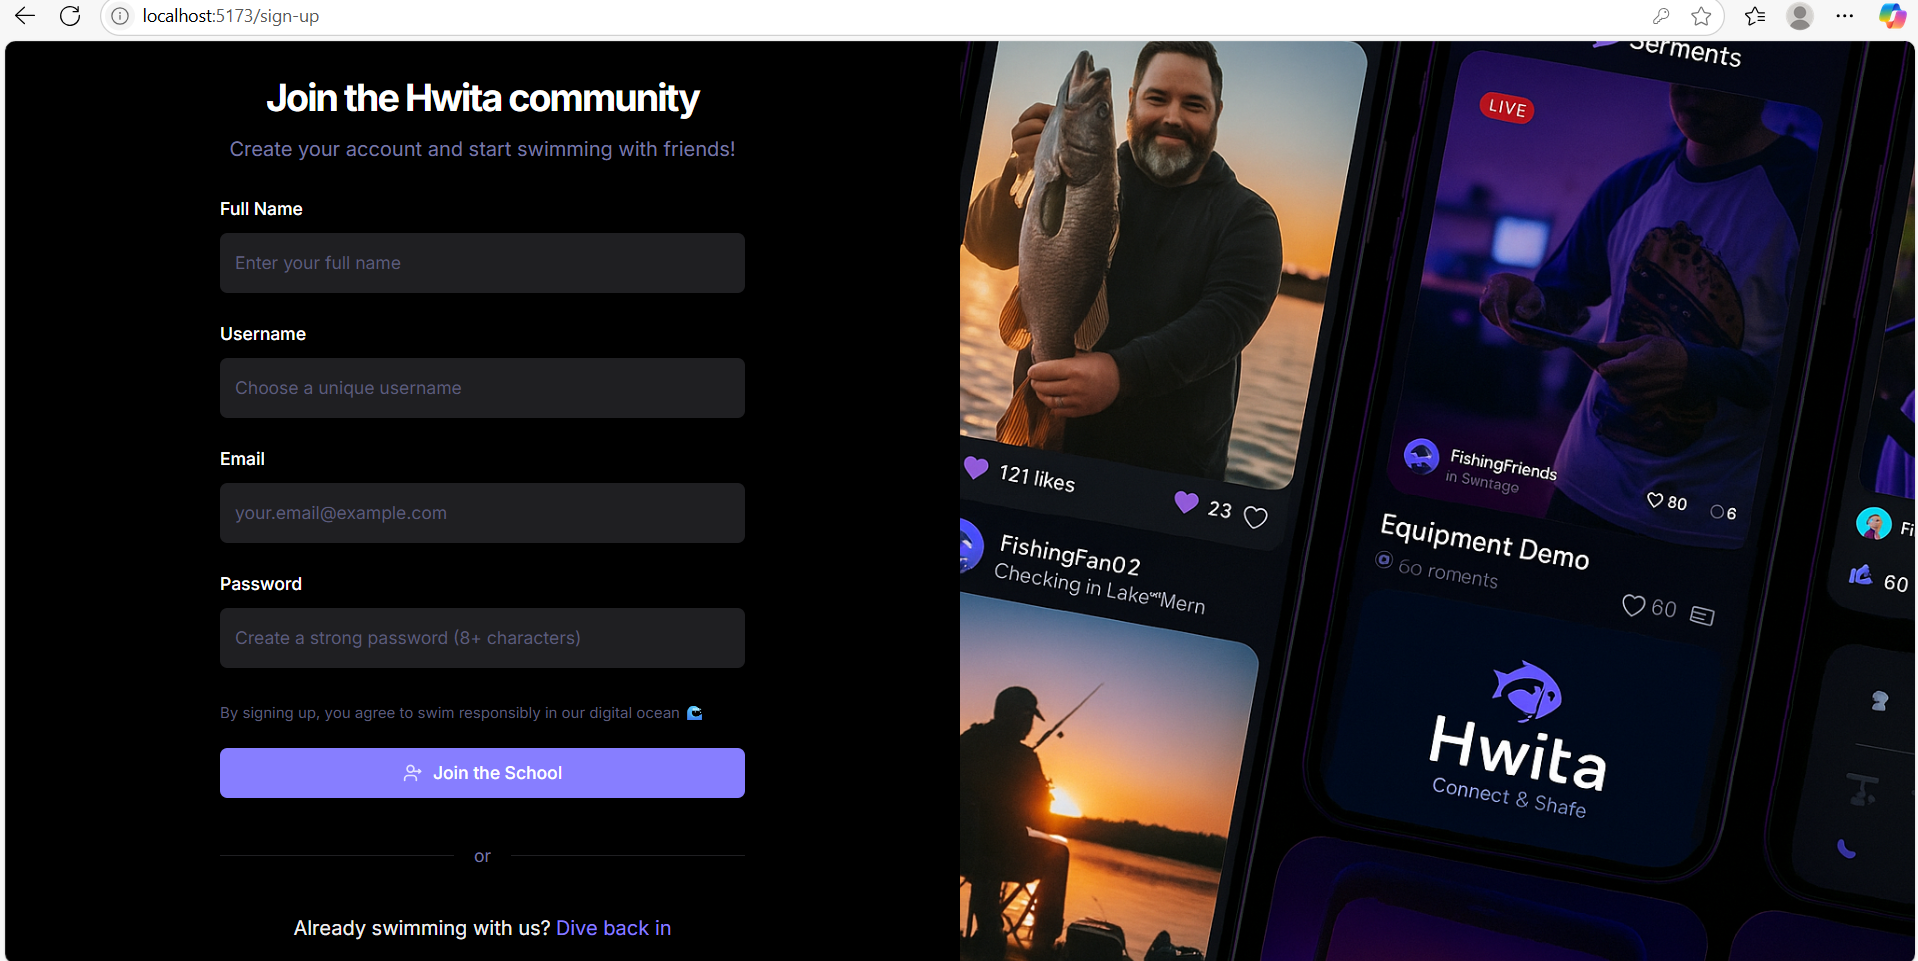 localhost:5173/sign-up
Join the Hwita community
Create your account and start swimming with friends!
Full Name
Enter your full name
Username
Choose a unique username
Email
your.email@example.com
Password
Create a strong password (8+ characters)
By signing up, you agree to swim responsibly in our digital ocean 🌊
Join the School
or
Already swimming with us? Dive back in
121 likes
23
FishingFan02
Checking in Lake Mern
Serments
LIVE
FishingFriends
in Swntage
80
6
Equipment Demo
60 roments
60
Hwita
Connect & Shafe
Fi
60